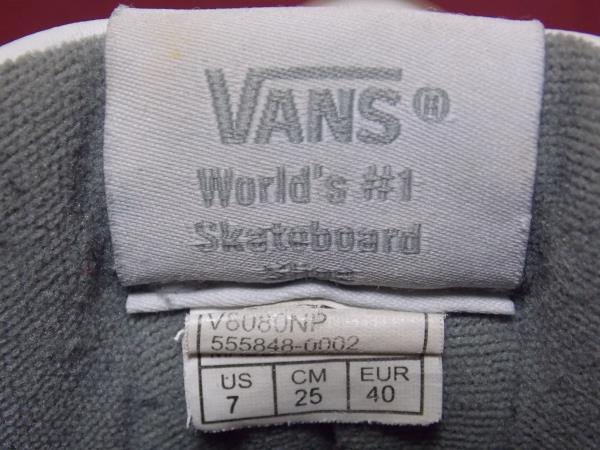 VANS®
World's #1
Skateboard
V8080NP
555848-0002
US CM EUR
7 25 40